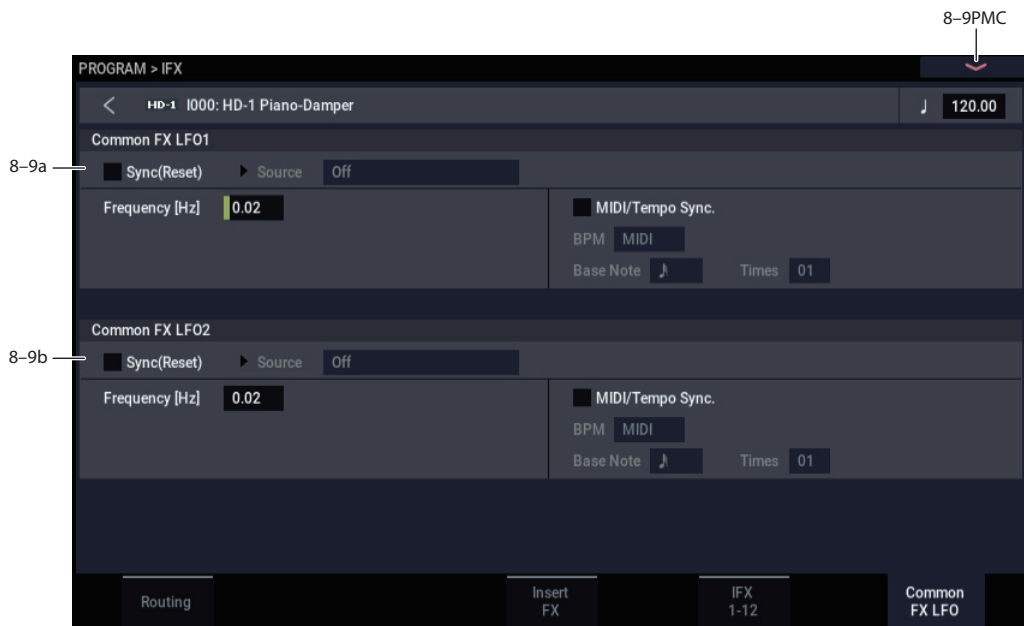 8–9PMC
PROGRAM > IFX
HD-1 I000: HD-1 Piano-Damper
♩ 120.00
Common FX LFO1
8–9a
Sync(Reset) Source Off
Frequency [Hz] 0.02
MIDI/Tempo Sync.
BPM MIDI
Base Note Times 01
Common FX LFO2
8–9b
Sync(Reset) Source Off
Frequency [Hz] 0.02
MIDI/Tempo Sync.
BPM MIDI
Base Note Times 01
Routing
Insert
FX
IFX
1-12
Common
FX LFO